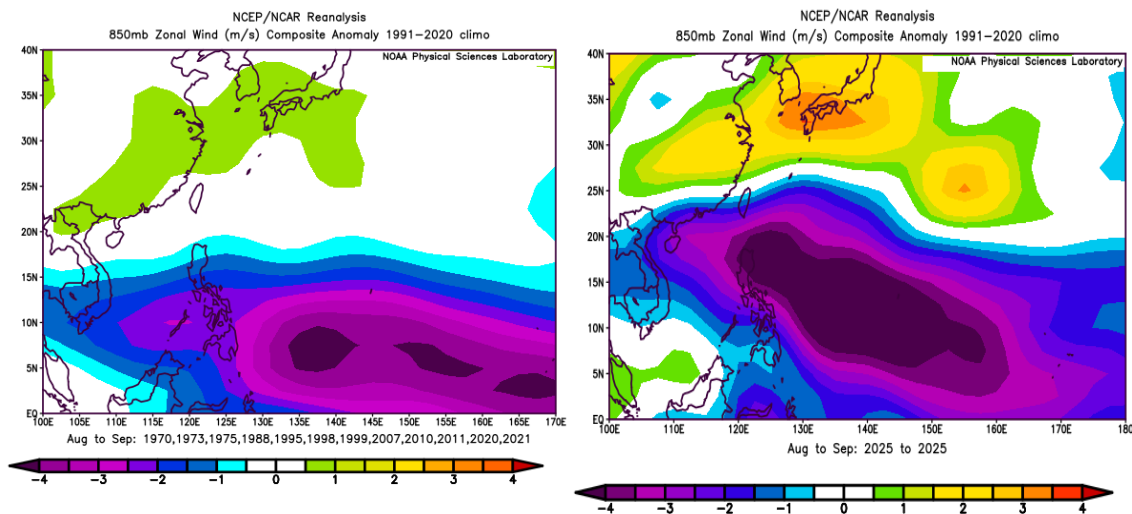 NCEP/NCAR Reanalysis
850mb Zonal Wind (m/s) Composite Anomaly 1991-2020 climo
NOAA Physical Sciences Laboratory
40N
35N
30N
25N
20N
15N
10N
5N
EQ
100E 105E 110E 115E 120E 125E 130E 135E 140E 145E 150E 155E 160E 165E 170E
Aug to Sep: 1970,1973,1975,1988,1995,1998,1999,2007,2010,2011,2020,2021
-4 -3 -2 -1 0 1 2 3 4
NCEP/NCAR Reanalysis
850mb Zonal Wind (m/s) Composite Anomaly 1991-2020 climo
NOAA Physical Sciences Laboratory
40N
35N
30N
25N
20N
15N
10N
5N
EQ
100E 110E 120E 130E 140E 150E 160E 170E 180
Aug to Sep: 2025 to 2025
-4 -3 -2 -1 0 1 2 3 4